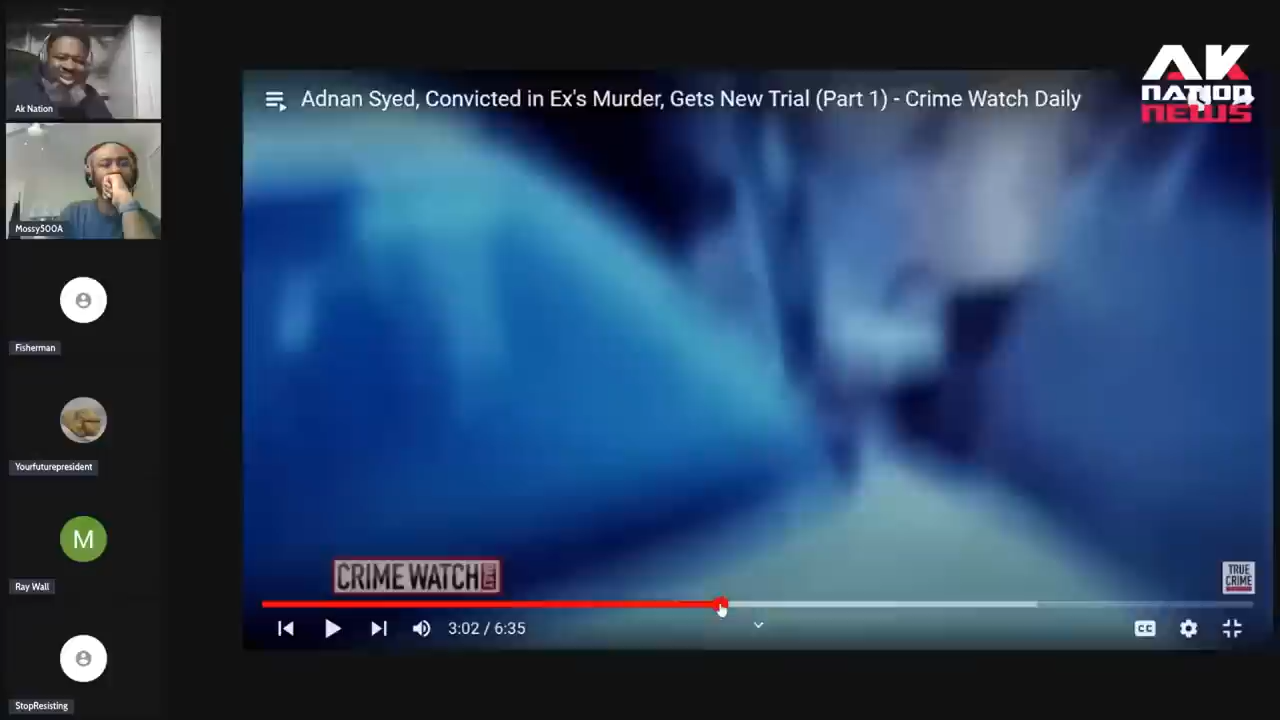 Ak Nation
Mossy500A
Fisherman
Yourfuturepresident
M
Ray Wall
StopResisting
Adnan Syed, Convicted in Ex's Murder, Gets New Trial (Part 1) - Crime Watch Daily
AK
NATION
NEWS
CRIME WATCH
TRUE
CRIME
3:02 / 6:35
CC